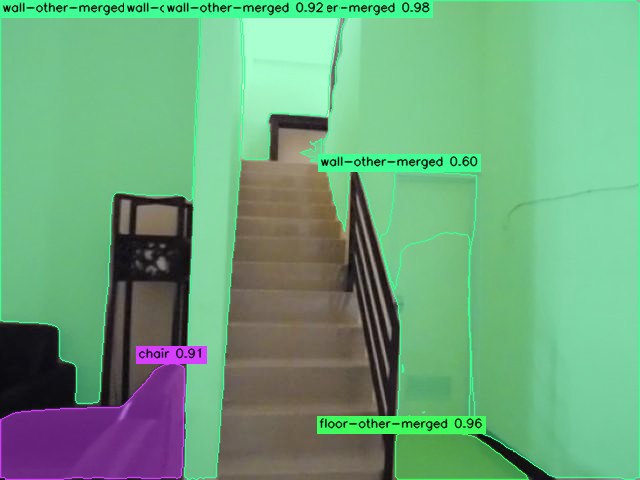 wall-other-merged wall-c wall-other-merged 0.92 er-merged 0.98
wall-other-merged 0.60
chair 0.91
floor-other-merged 0.96